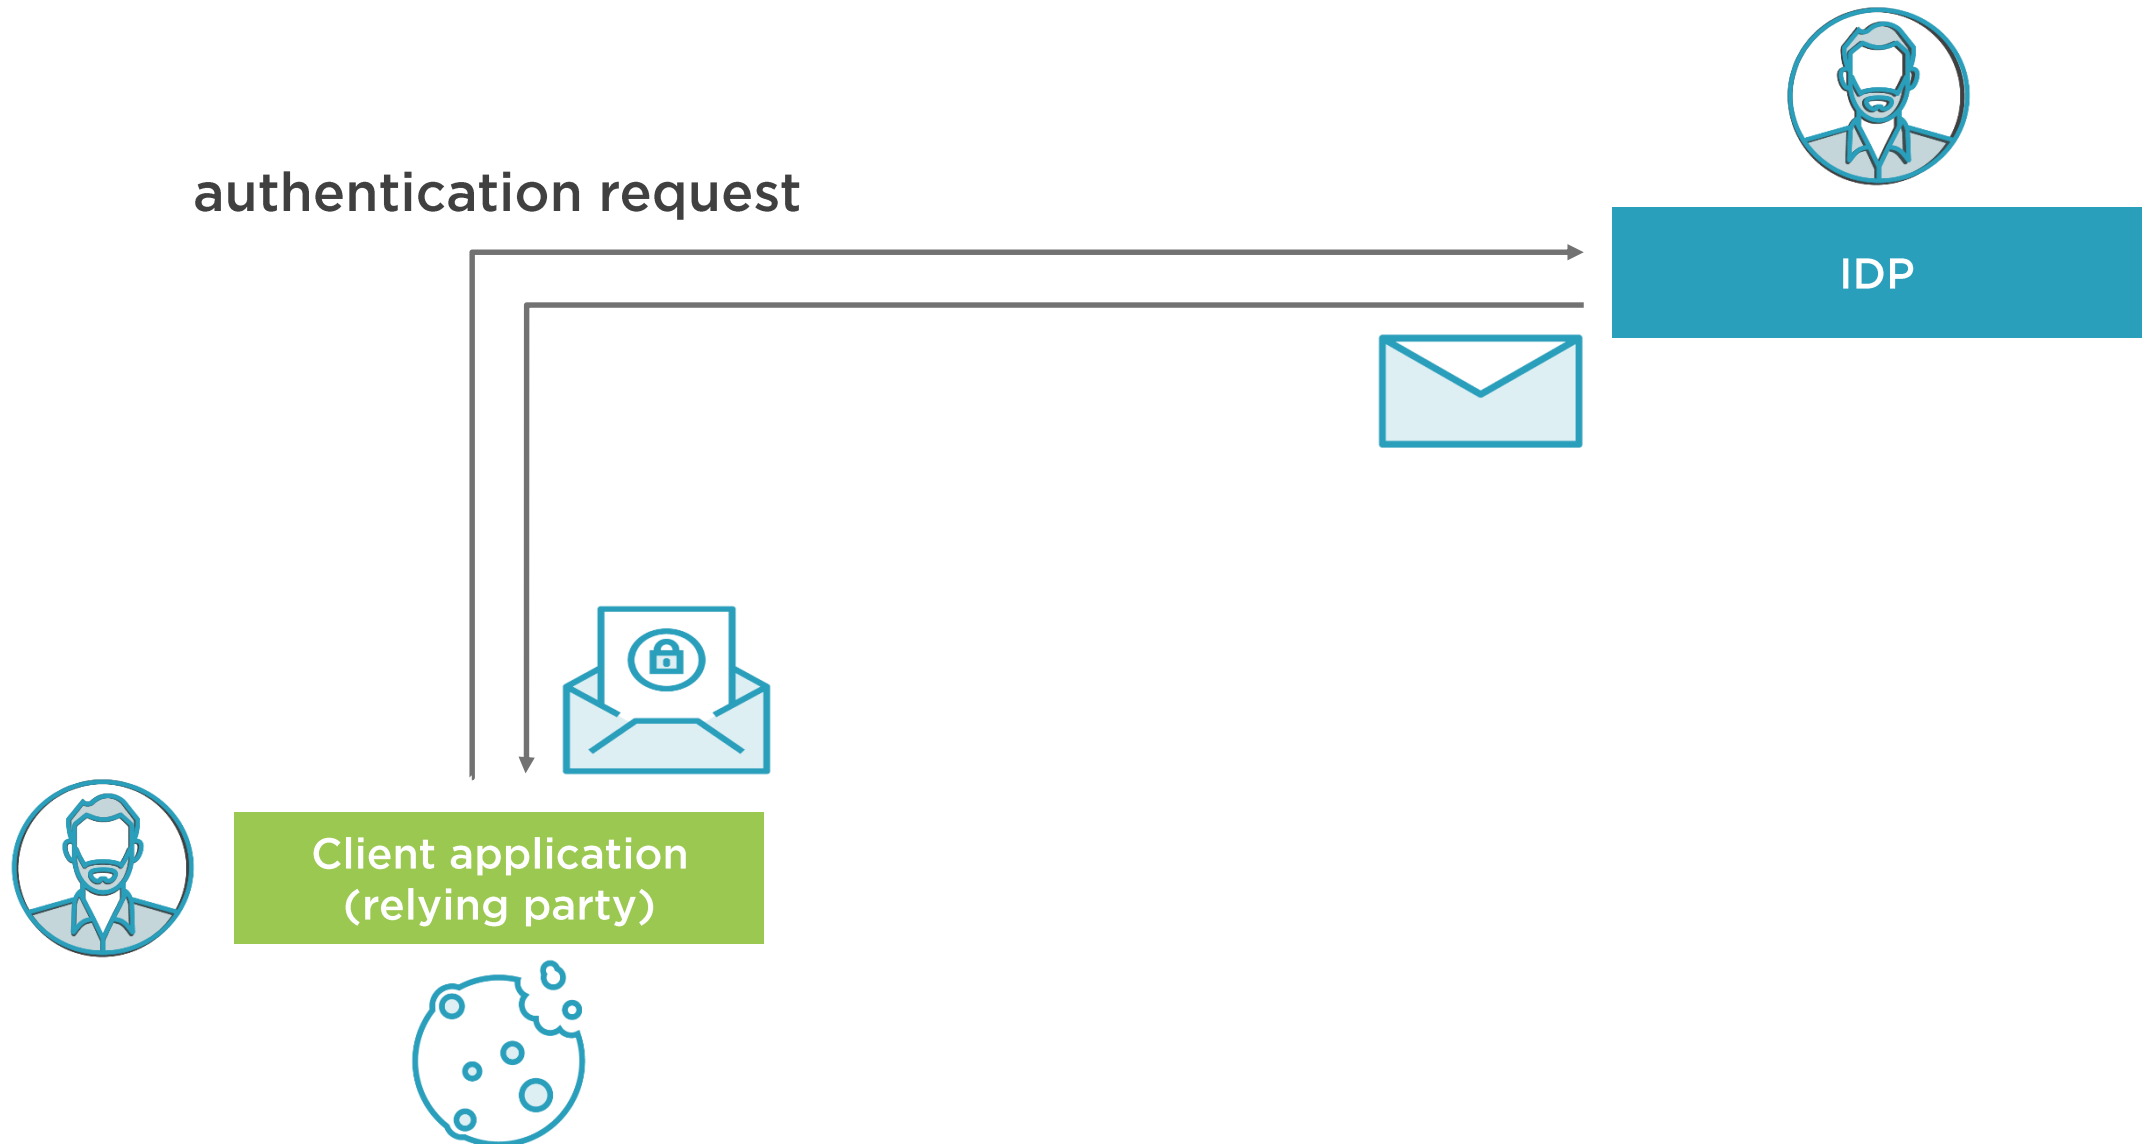 authentication request
IDP
Client application
(relying party)